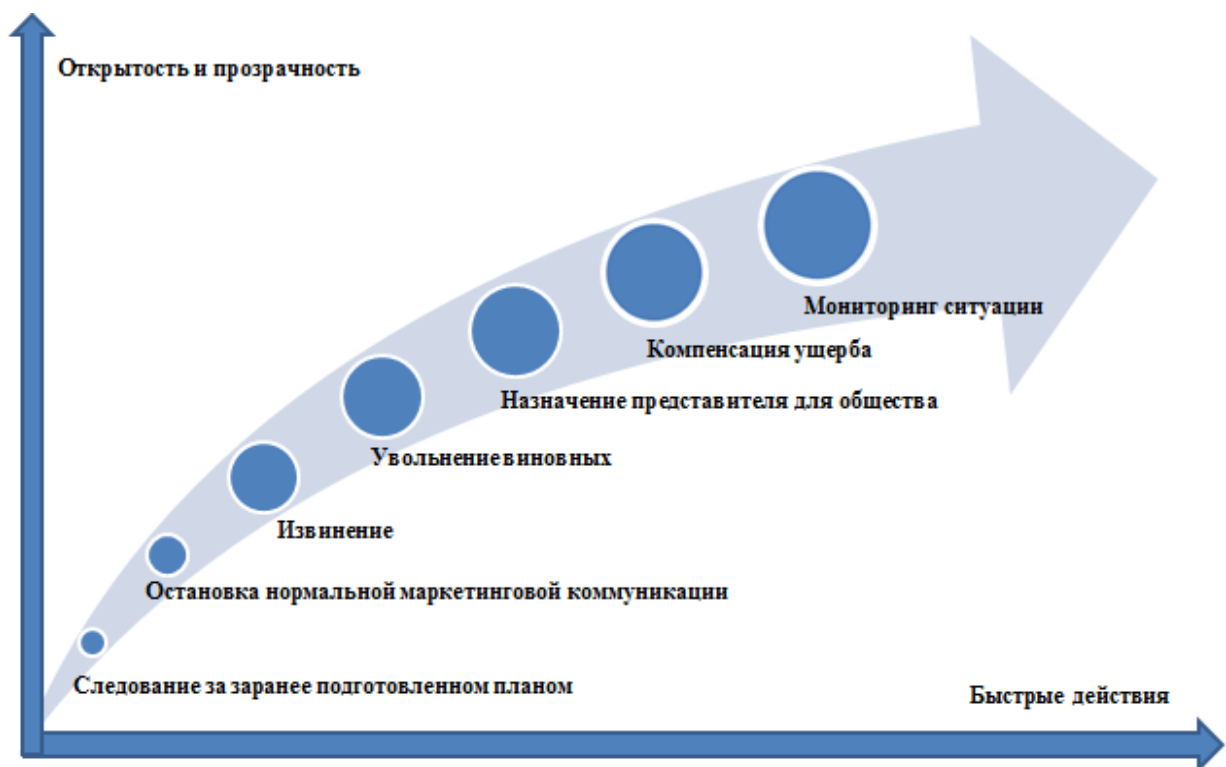 Открытость и прозрачность
Мониторинг ситуации
Компенсация ущерба
Назначение представителя для общества
Увольнение виновных
Извинение
Остановка нормальной маркетинговой коммуникации
Следование за заранее подготовленном планом
Быстрые действия